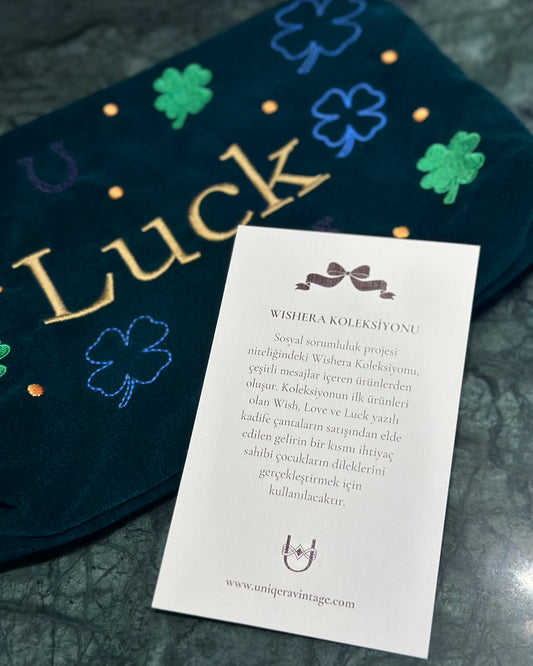 Luck
WISHERA KOLEKSİYONU
Sosyal sorumluluk projesi
niteliğindeki Wishera Koleksiyonu,
çeşitli mesajlar içeren ürünlerden
oluşur. Koleksiyonun ilk ürünleri
olan Wish, Love ve Luck yazılı
kadife çantaların satışından elde
edilen gelirin bir kısmı ihtiyaç
sahibi çocukların dileklerini
gerçekleştirmek için
kullanılacaktır.
www.uniqeravintage.com